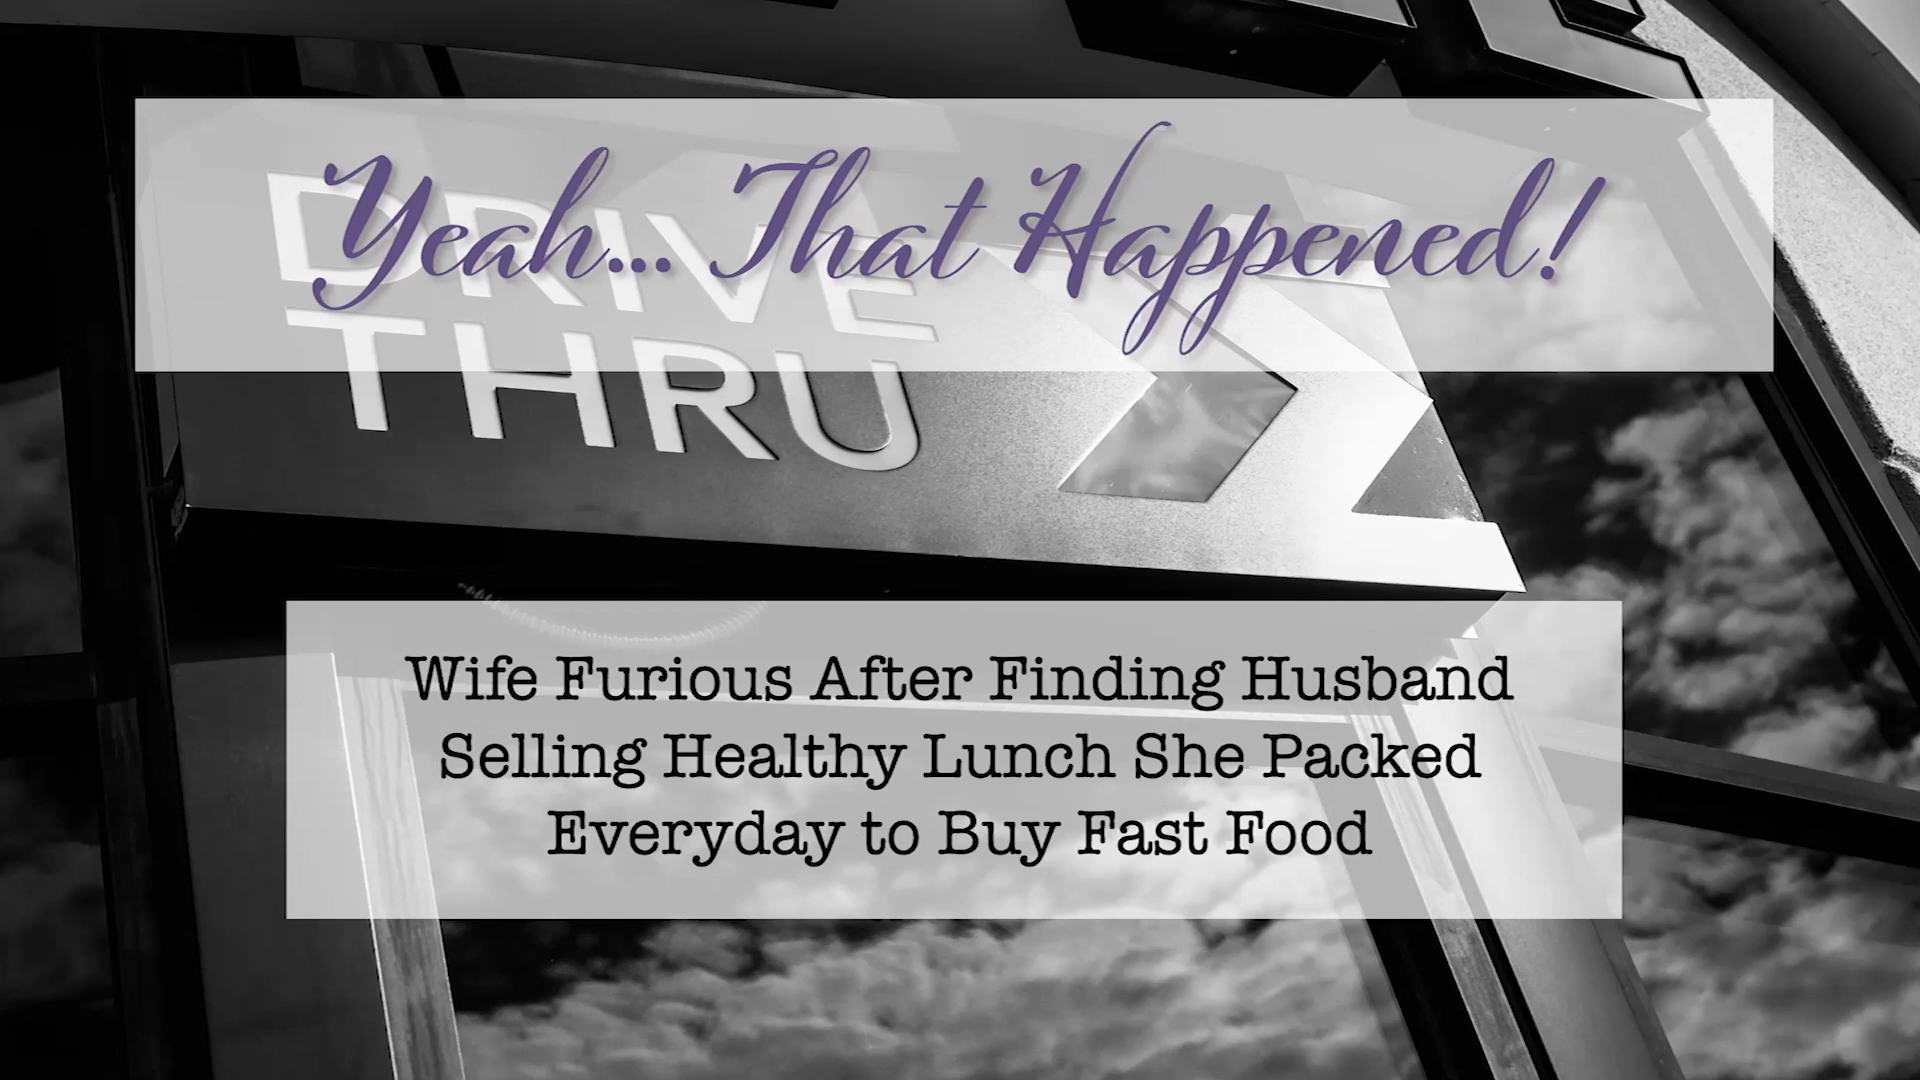 Yeah... That Happened!
DRIVE
THRU
Wife Furious After Finding Husband
Selling Healthy Lunch She Packed
Everyday to Buy Fast Food